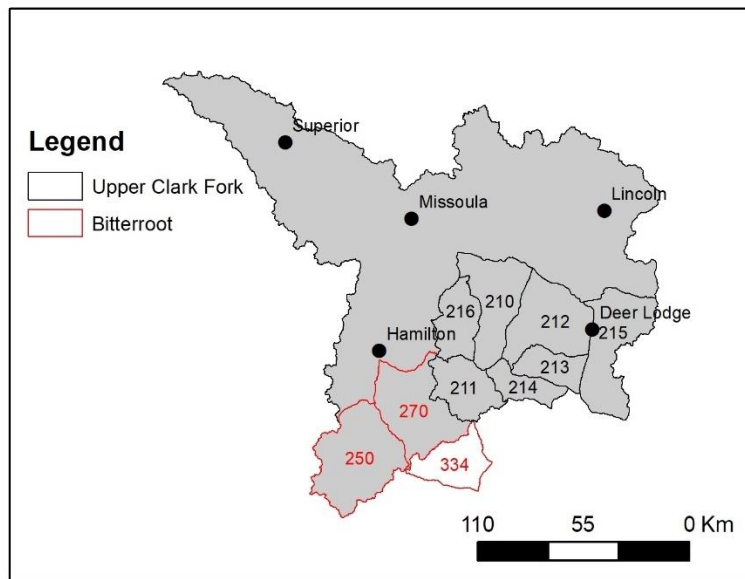 Superior
Legend
Upper Clark Fork
Bitterroot
Missoula
Lincoln
216
210
212
Deer Lodge
215
Hamilton
213
211
214
270
250
334
110 55 0 Km